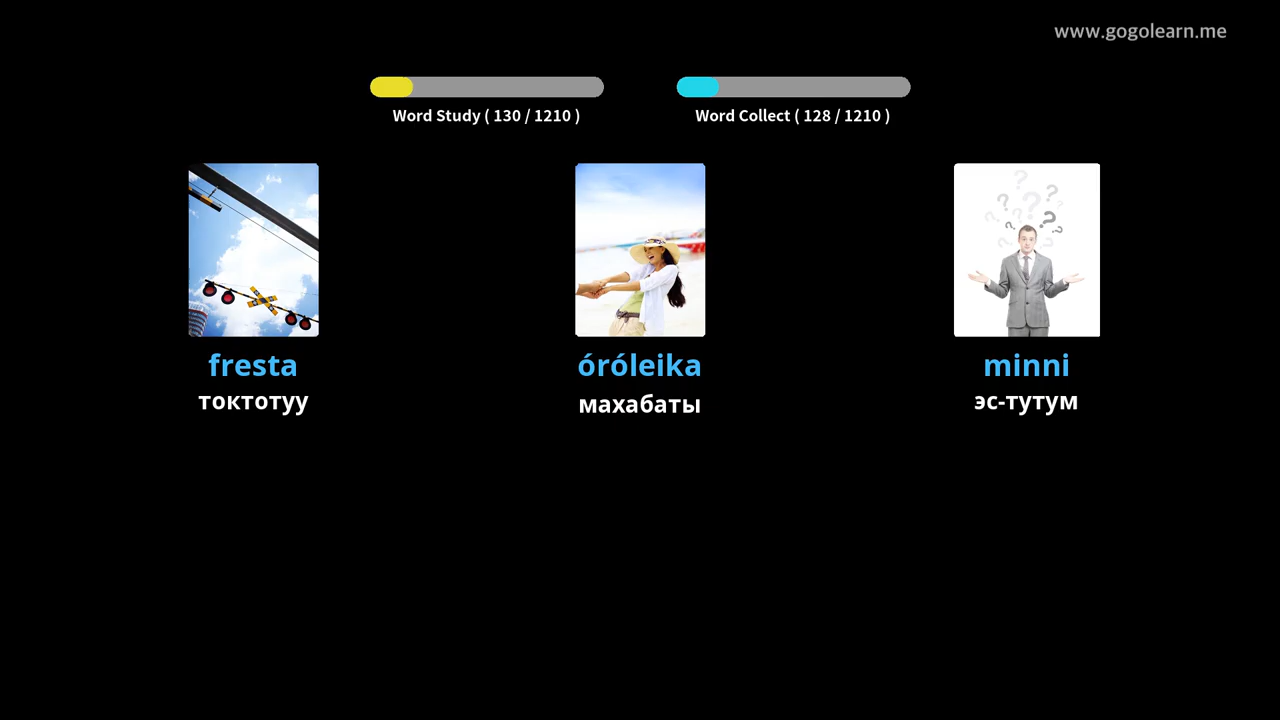 www.gogolearn.me
Word Study ( 130 / 1210 )
Word Collect ( 128 / 1210 )
fresta
óróleika
minni
токтотуу
махабаты
эс-тутум